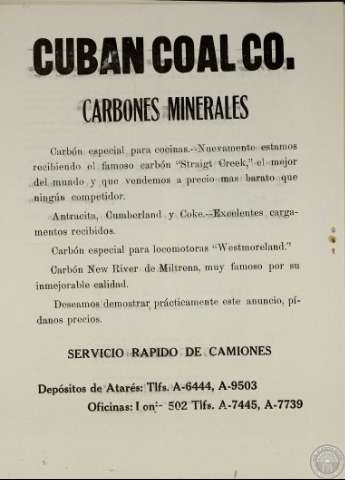 CUBAN COAL CO.
CARBONES MINERALES
Carbón especial para cocinas.--Nuevamente estamos
recibiendo el famoso carbón "Straigt Creek," el mejor
del mundo y que vendemos a precio mas barato que
ningún competidor.
Antracita, Cumberland y Coke.--Excelentes carga-
mentos recibidos.
Carbón especial para locomotoras "Westmoreland."
Carbón New River de Miltrena, muy famoso por su
inmejorable calidad.
Deseamos demostrar prácticamente este anuncio, pí-
danos precios.
SERVICIO RAPIDO DE CAMIONES
Depósitos de Atarés: Tlfs. A-6444, A-9503
Oficinas: 502 Tlfs. A-7445, A-7739